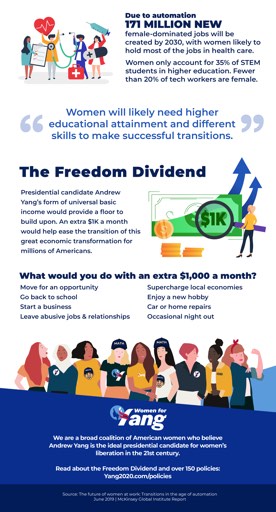 Due to automation
171 MILLION NEW
female-dominated jobs will be
created by 2030, with women likely to
hold most of the jobs in health care.
Women only account for 35% of STEM
students in higher education. Fewer
than 20% of tech workers are female.
“ Women will likely need higher ”
educational attainment and different
skills to make successful transitions.
The Freedom Dividend
Presidential candidate Andrew
Yang's form of universal basic
income would provide a floor to
build upon. An extra $1K a month
would help ease the transition of this
great economic transformation for
millions of Americans.
$1K
What would you do with an extra $1,000 a month?
Move for an opportunity
Go back to school
Start a business
Leave abusive jobs & relationships
Supercharge local economies
Enjoy a new hobby
Car or home repairs
Occasional night out
MATH
MATH
Women for
Yang
We are a broad coalition of American women who believe
Andrew Yang is the ideal presidential candidate for women's
liberation in the 21st century.
Read about the Freedom Dividend and over 150 policies:
Yang2020.com/policies
Source: The future of women at work: Transitions in the age of automation
June 2019 | McKinsey Global Institute Report